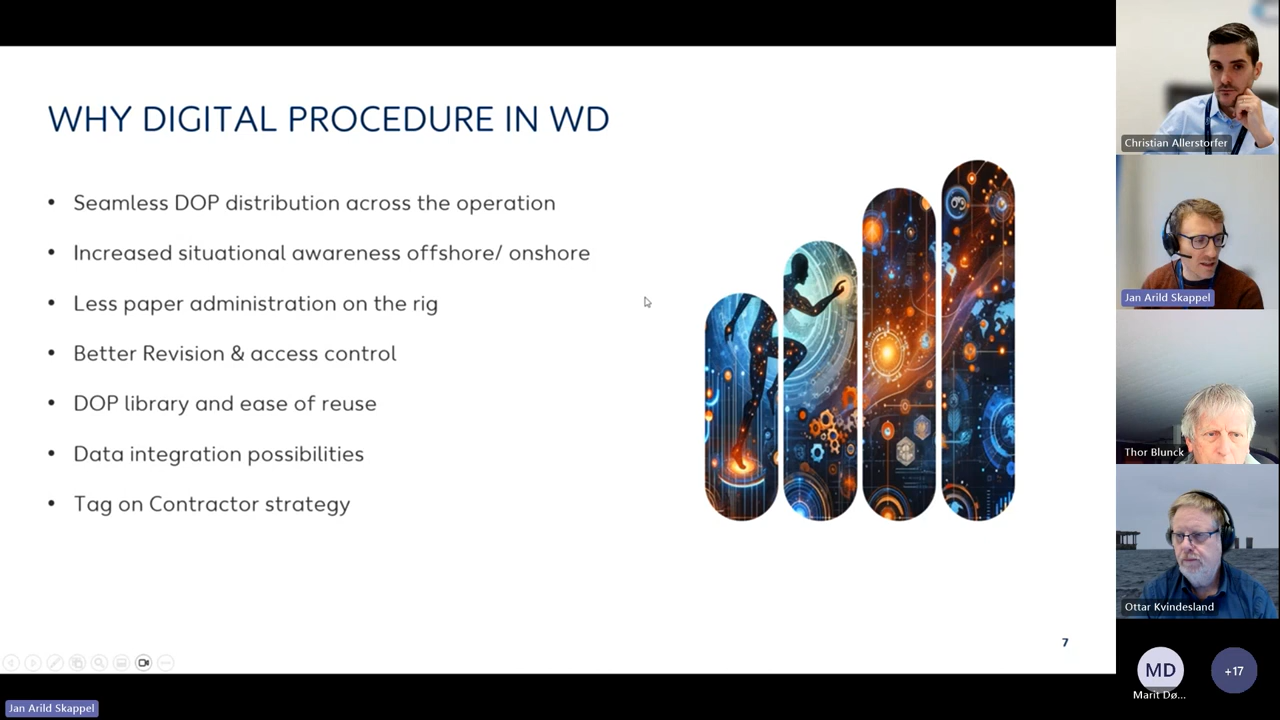 WHY DIGITAL PROCEDURE IN WD
• Seamless DOP distribution across the operation
• Increased situational awareness offshore/ onshore
• Less paper administration on the rig
• Better Revision & access control
• DOP library and ease of reuse
• Data integration possibilities
• Tag on Contractor strategy
7
Jan Arild Skappel
Christian Allerstorfer
Jan Arild Skappel
Thor Blunck
Ottar Kvindesland
MD
Marit Dø...
+17